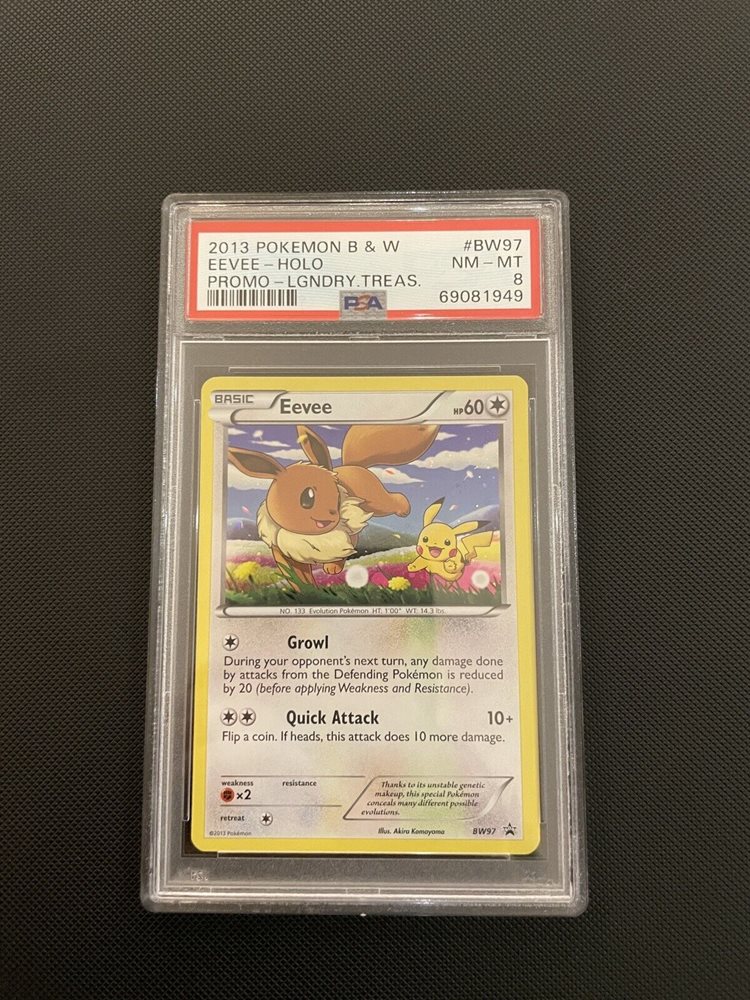 2013 POKEMON B & W #BW97
EEVEE - HOLO NM - MT
PROMO - LGNDRY.TREAS. 8
PSA 69081949
BASIC Eevee HP60
NO. 133 Evolution Pokémon HT: 1'00" WT: 14.3 lbs.
Growl
During your opponent's next turn, any damage done
by attacks from the Defending Pokémon is reduced
by 20 (before applying Weakness and Resistance).
Quick Attack 10+
Flip a coin. If heads, this attack does 10 more damage.
weakness resistance
×2
retreat
Thanks to its unstable genetic
makeup, this special Pokémon
conceals many different possible
evolutions.
©2013 Pokémon Illus. Akira Komayama BW97